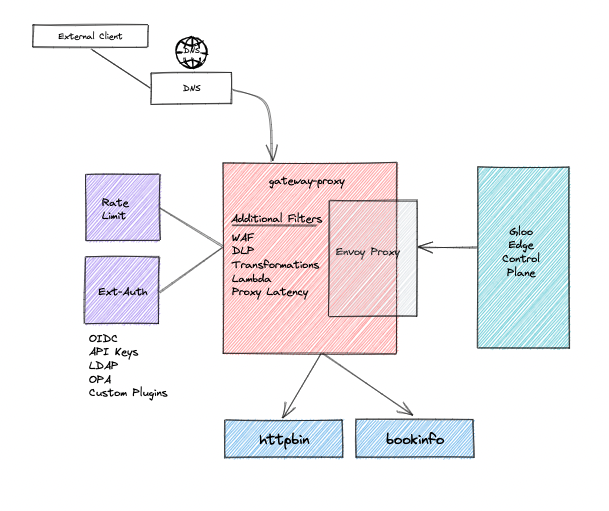 External Client
DNS
DNS
gateway-proxy
Rate
Limit
Additional Filters
WAF
DLP
Transformations
Lambda
Proxy Latency
Envoy Proxy
Gloo
Edge
Control
Plane
Ext-Auth
OIDC
API Keys
LDAP
OPA
Custom Plugins
httpbin
bookinfo